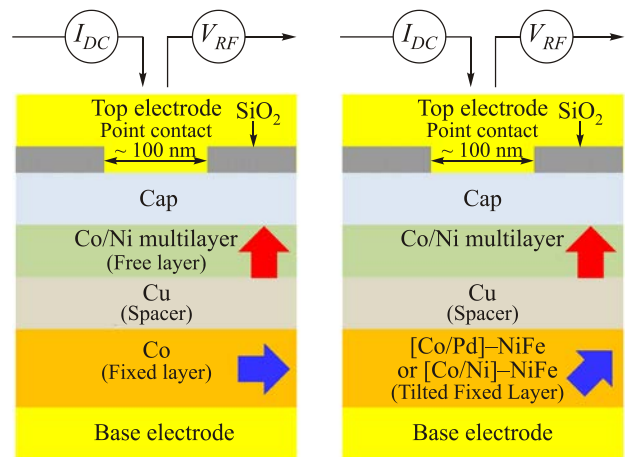 I_DC
V_RF
Top electrode
SiO₂
Point contact
~ 100 nm
Cap
Co/Ni multilayer
(Free layer)
Cu
(Spacer)
Co
(Fixed layer)
Base electrode
I_DC
V_RF
Top electrode
SiO₂
Point contact
~ 100 nm
Cap
Co/Ni multilayer
Cu
(Spacer)
[Co/Pd]–NiFe
or [Co/Ni]–NiFe
(Tilted Fixed Layer)
Base electrode